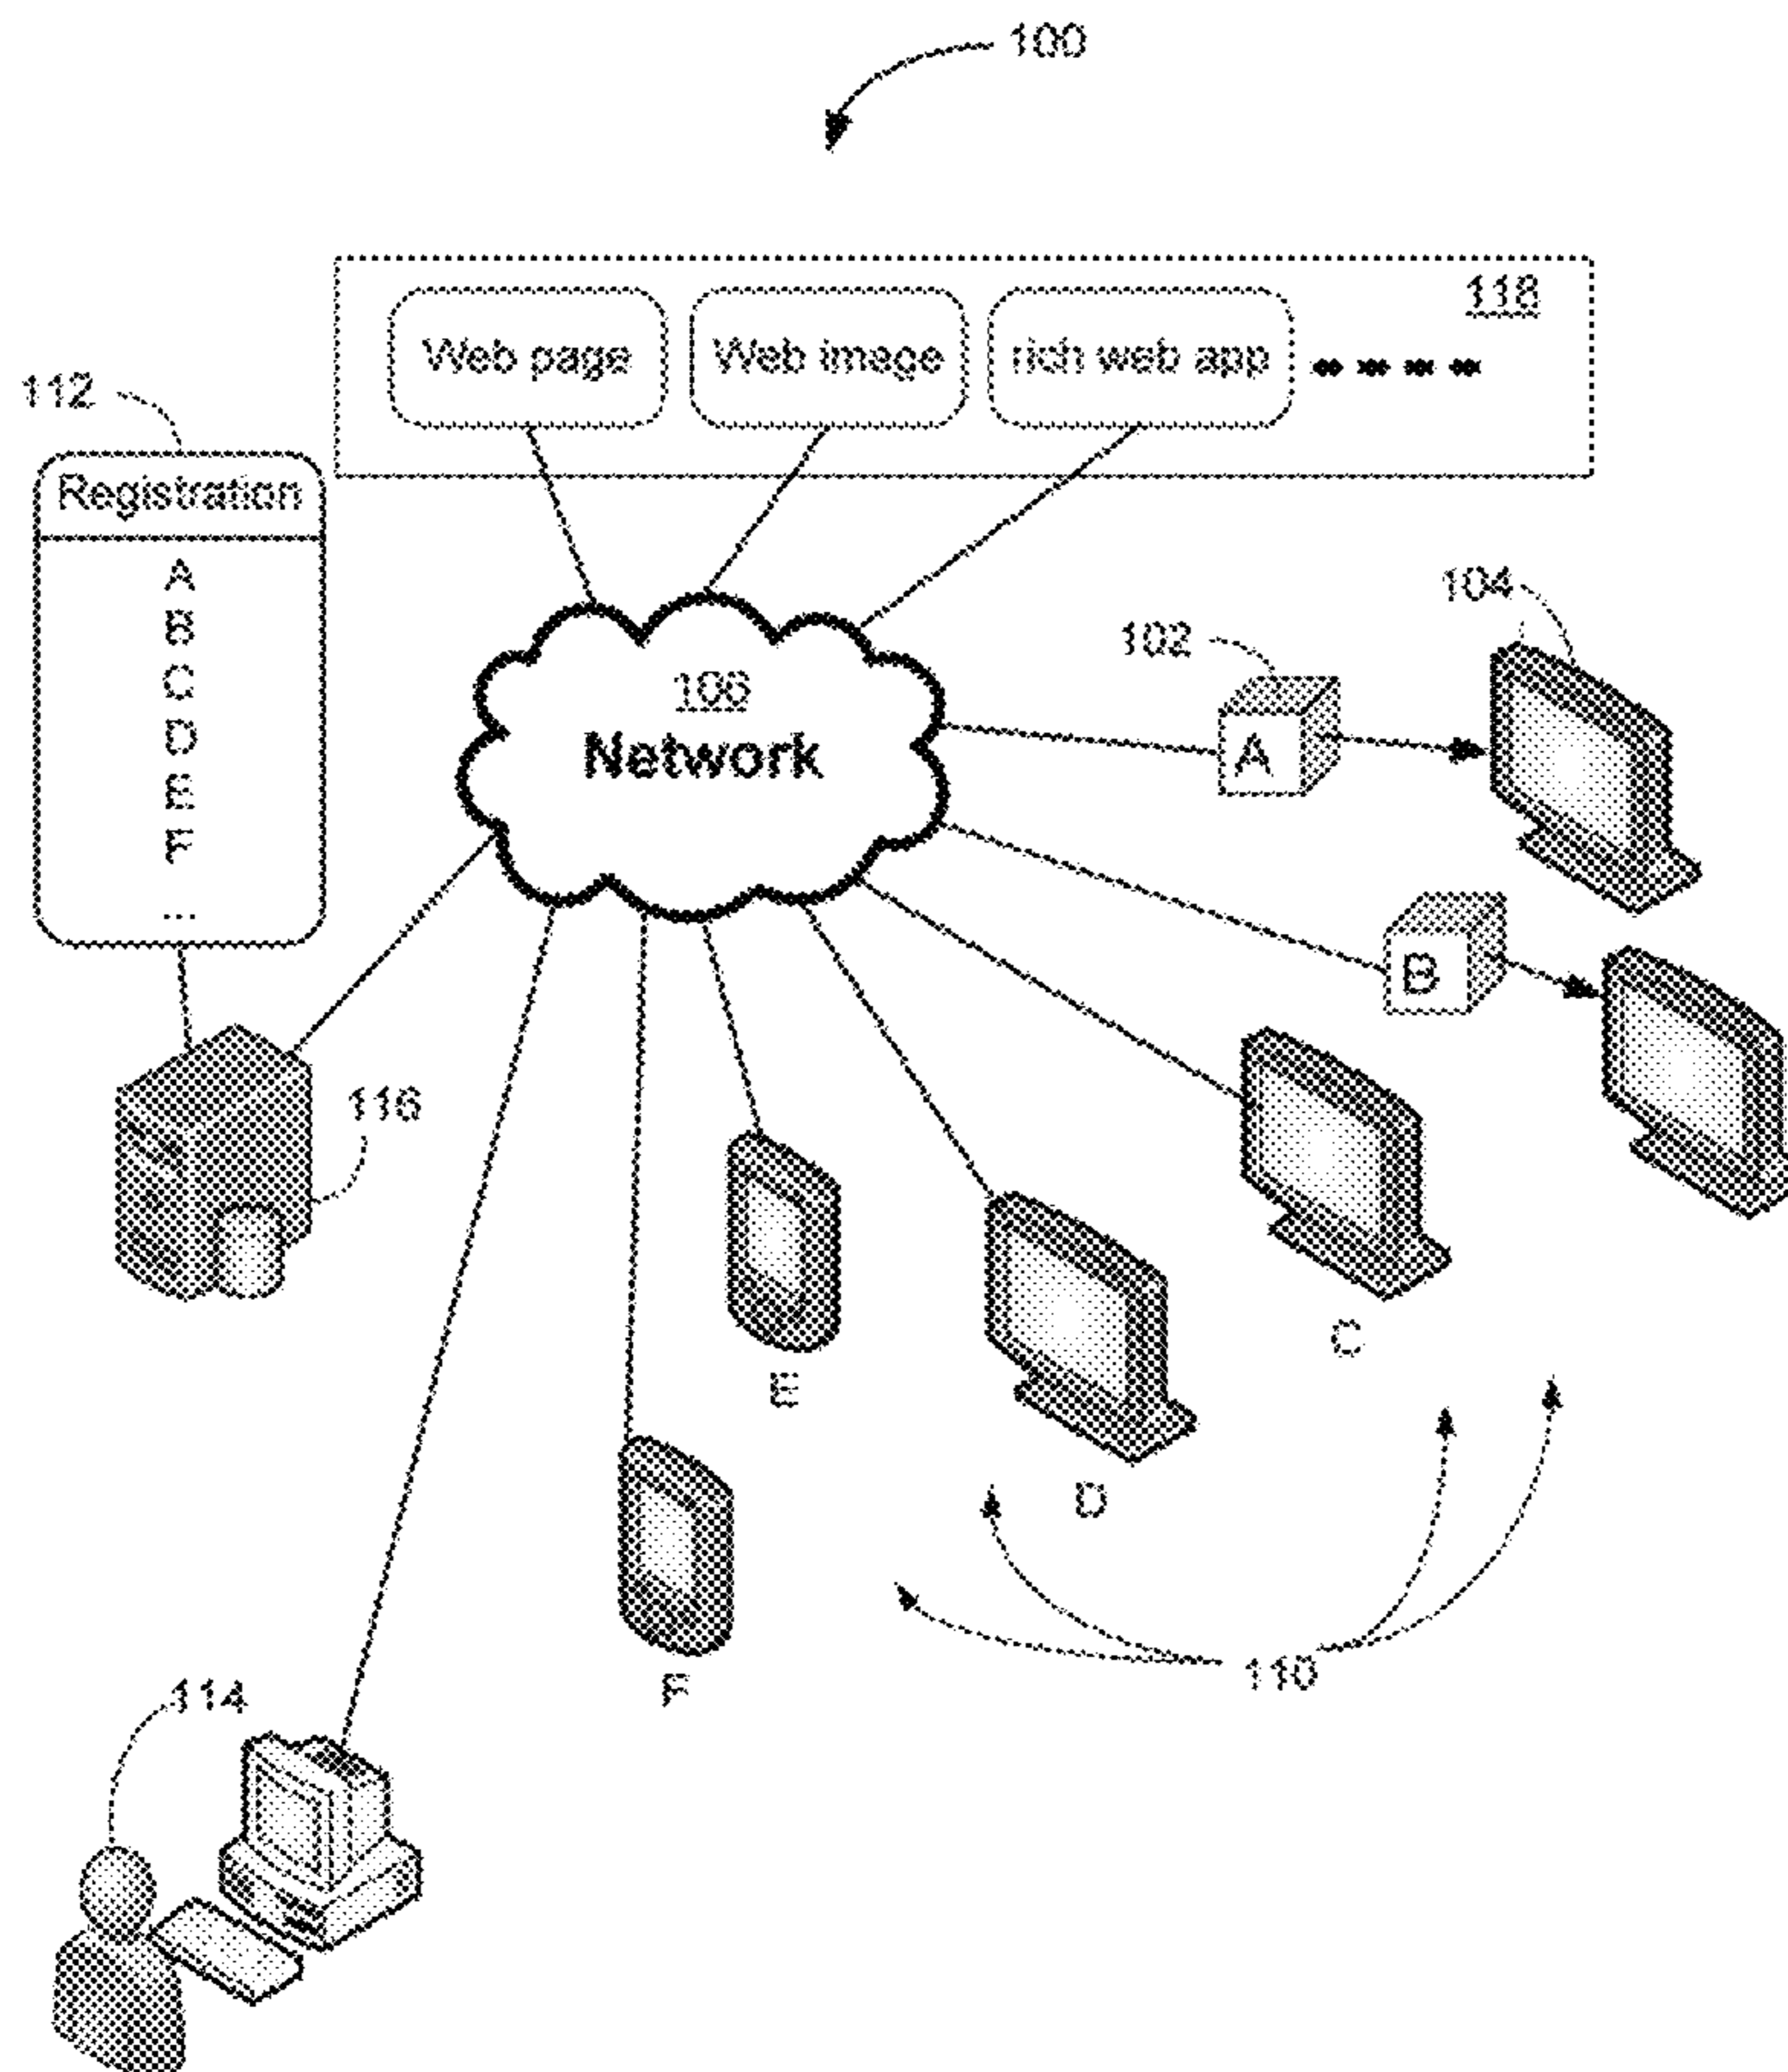 100
118
Web page Web image rich web app
112
Registration
A
B
C
D
E
F
...
104
102
106
Network
A
B
116
C
E
D
110
F
114